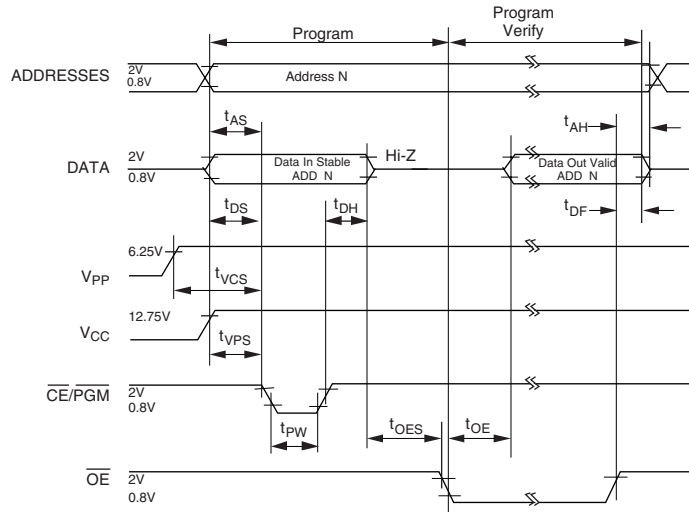 Program
Program
Verify
ADDRESSES
2V
0.8V
Address N
tAS
tAH
DATA
2V
0.8V
Data In Stable
ADD N
Hi-Z
Data Out Valid
ADD N
tDS
tDH
tDF
6.25V
VPP
tVCS
12.75V
VCC
tVPS
CE/PGM
2V
0.8V
tPW
tOES
tOE
OE
2V
0.8V